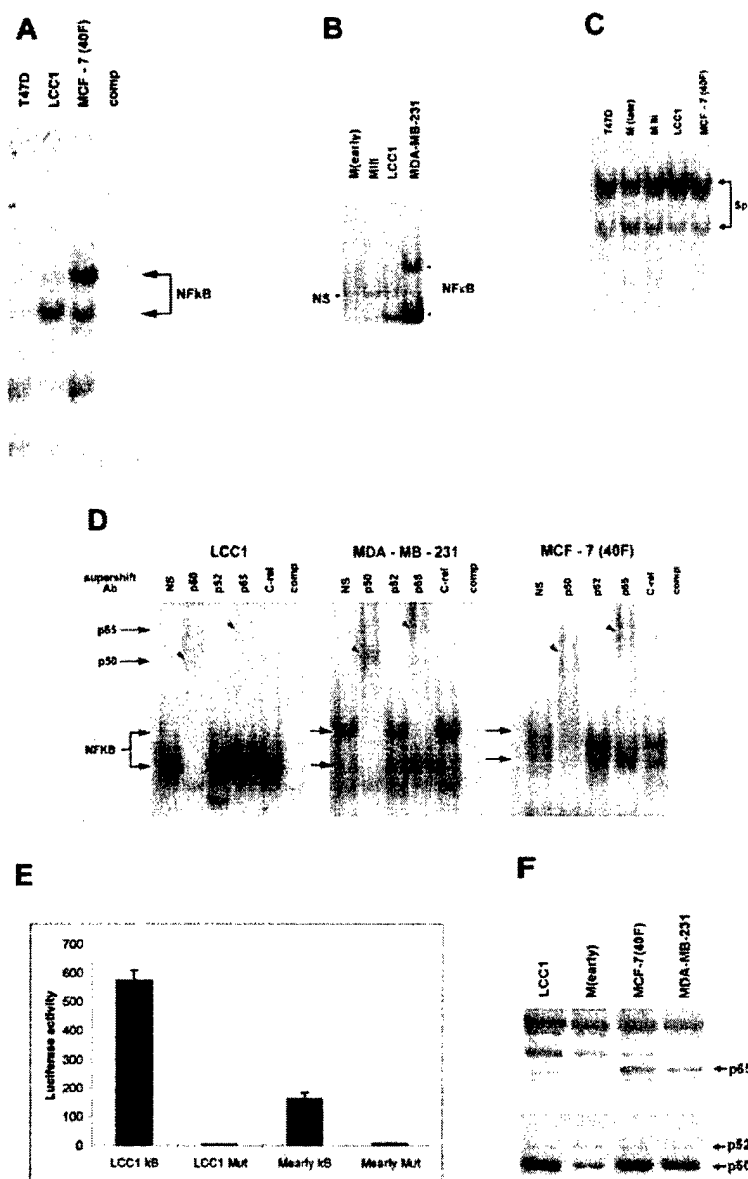 A
T47D
LCC1
MCF - 7 (40F)
comp
NFkB
B
M(early)
MIII
LCC1
MDA-MB-231
NS
NFkB
C
T47D
LCC1
MCF - 7 (40F)
Sp
D
LCC1
MDA - MB - 231
MCF - 7 (40F)
supershift
Ab
NS
p50
p52
p65
C-rel
comp
NS
p50
p52
p65
C-rel
comp
NS
p50
p52
p65
C-rel
comp
p65
p50
NFKB
E
Luciferase activity
700
600
500
400
300
200
100
0
LCC1 kB
LCC1 Mut
Mearly kB
Mearly Mut
F
LCC1
M(early)
MCF-7(40F)
MDA-MB-231
p65
p52
p50